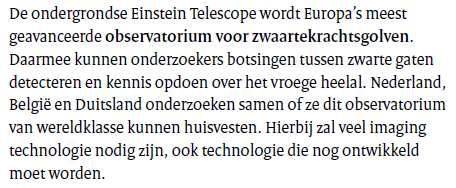 De ondergrondse Einstein Telescope wordt Europa’s meest
geavanceerde observatorium voor zwaartekrachtsgolven.
Daarmee kunnen onderzoekers botsingen tussen zwarte gaten
detecteren en kennis opdoen over het vroege heelal. Nederland,
België en Duitsland onderzoeken samen of ze dit observatorium
van wereldklasse kunnen huisvesten. Hierbij zal veel imaging
technologie nodig zijn, ook technologie die nog ontwikkeld
moet worden.